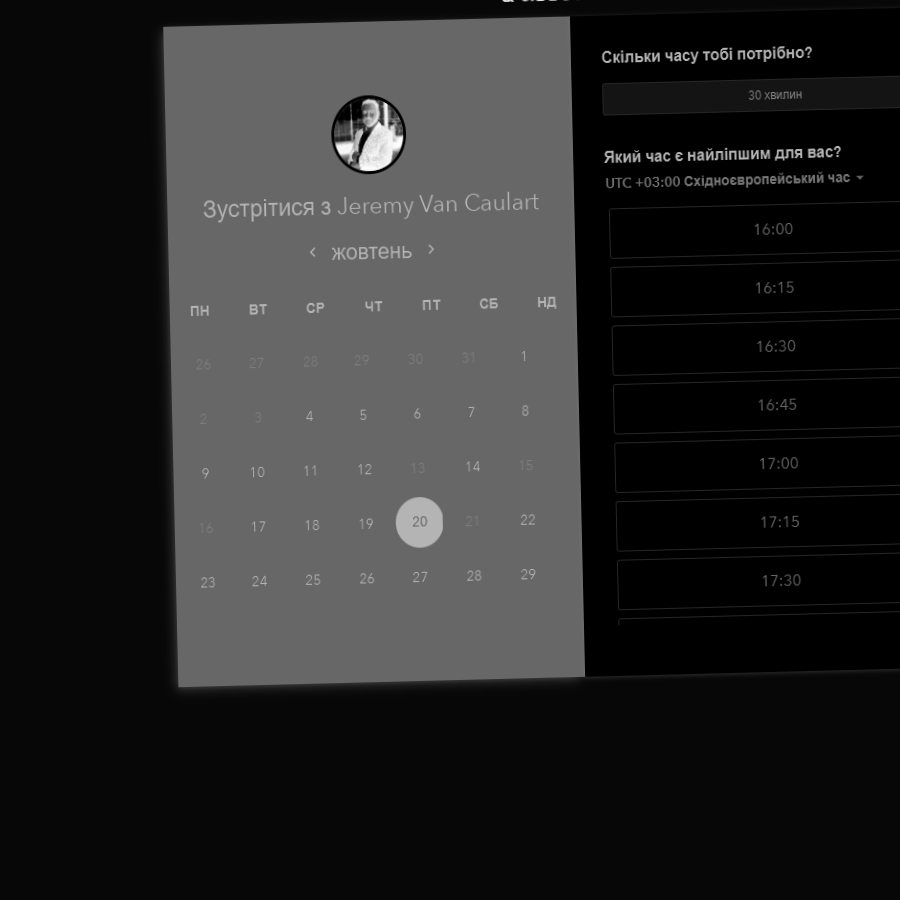 Зустрітися з Jeremy Van Caulart
жовтень
ПН ВТ СР ЧТ ПТ СБ НД
26 27 28 29 30 31 1
2 3 4 5 6 7 8
9 10 11 12 13 14 15
16 17 18 19 20 21 22
23 24 25 26 27 28 29
Скільки часу тобі потрібно?
30 хвилин
Який час є найліпшим для вас?
UTC +03:00 Східноєвропейський час
16:00
16:15
16:30
16:45
17:00
17:15
17:30